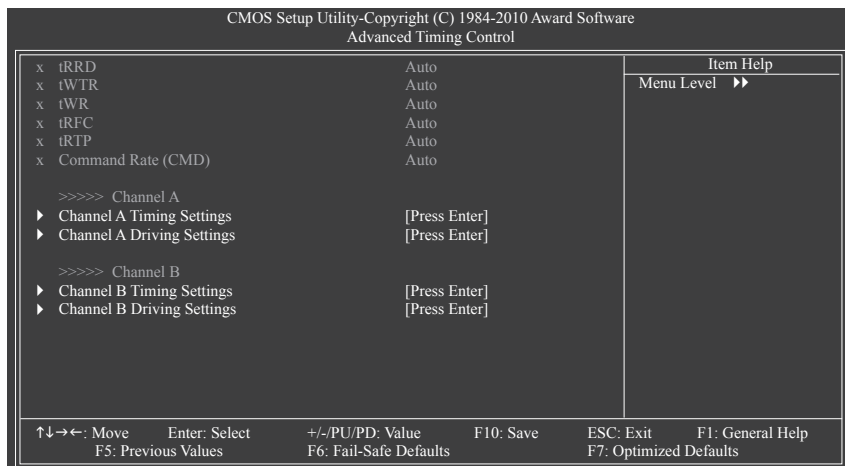 CMOS Setup Utility-Copyright (C) 1984-2010 Award Software
Advanced Timing Control
x tRRD Auto
x tWTR Auto
x tWR Auto
x tRFC Auto
x tRTP Auto
x Command Rate (CMD) Auto
>>>>> Channel A
Channel A Timing Settings [Press Enter]
Channel A Driving Settings [Press Enter]
>>>>> Channel B
Channel B Timing Settings [Press Enter]
Channel B Driving Settings [Press Enter]
Item Help
Menu Level
↑↓→←: Move Enter: Select +/-/PU/PD: Value F10: Save ESC: Exit F1: General Help
F5: Previous Values F6: Fail-Safe Defaults F7: Optimized Defaults